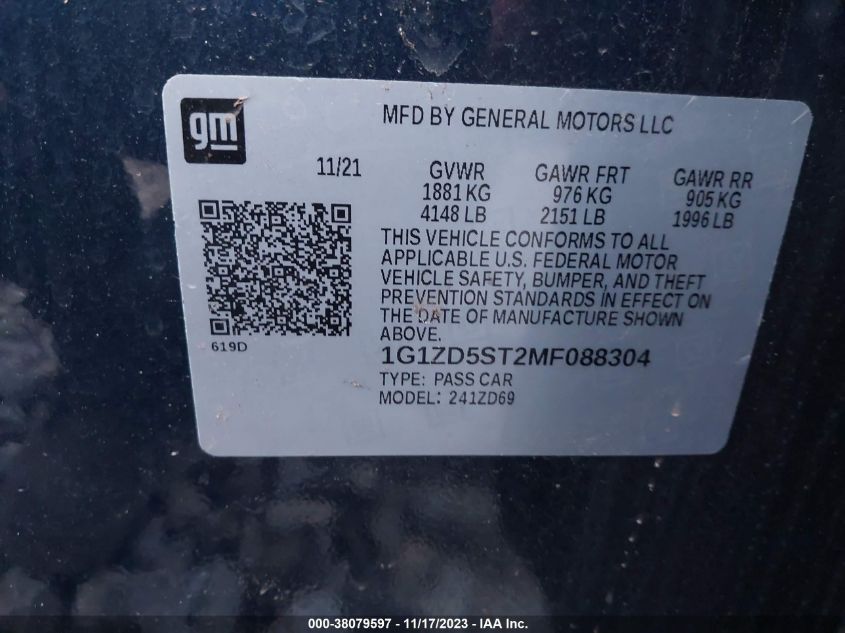 gm
MFD BY GENERAL MOTORS LLC
11/21 GVWR GAWR FRT GAWR RR
1881 KG 976 KG 905 KG
4148 LB 2151 LB 1996 LB
THIS VEHICLE CONFORMS TO ALL
APPLICABLE U.S. FEDERAL MOTOR
VEHICLE SAFETY, BUMPER, AND THEFT
PREVENTION STANDARDS IN EFFECT ON
THE DATE OF MANUFACTURE SHOWN
ABOVE.
619D
1G1ZD5ST2MF088304
TYPE: PASS CAR
MODEL: 241ZD69
000-38079597 - 11/17/2023 - IAA Inc.